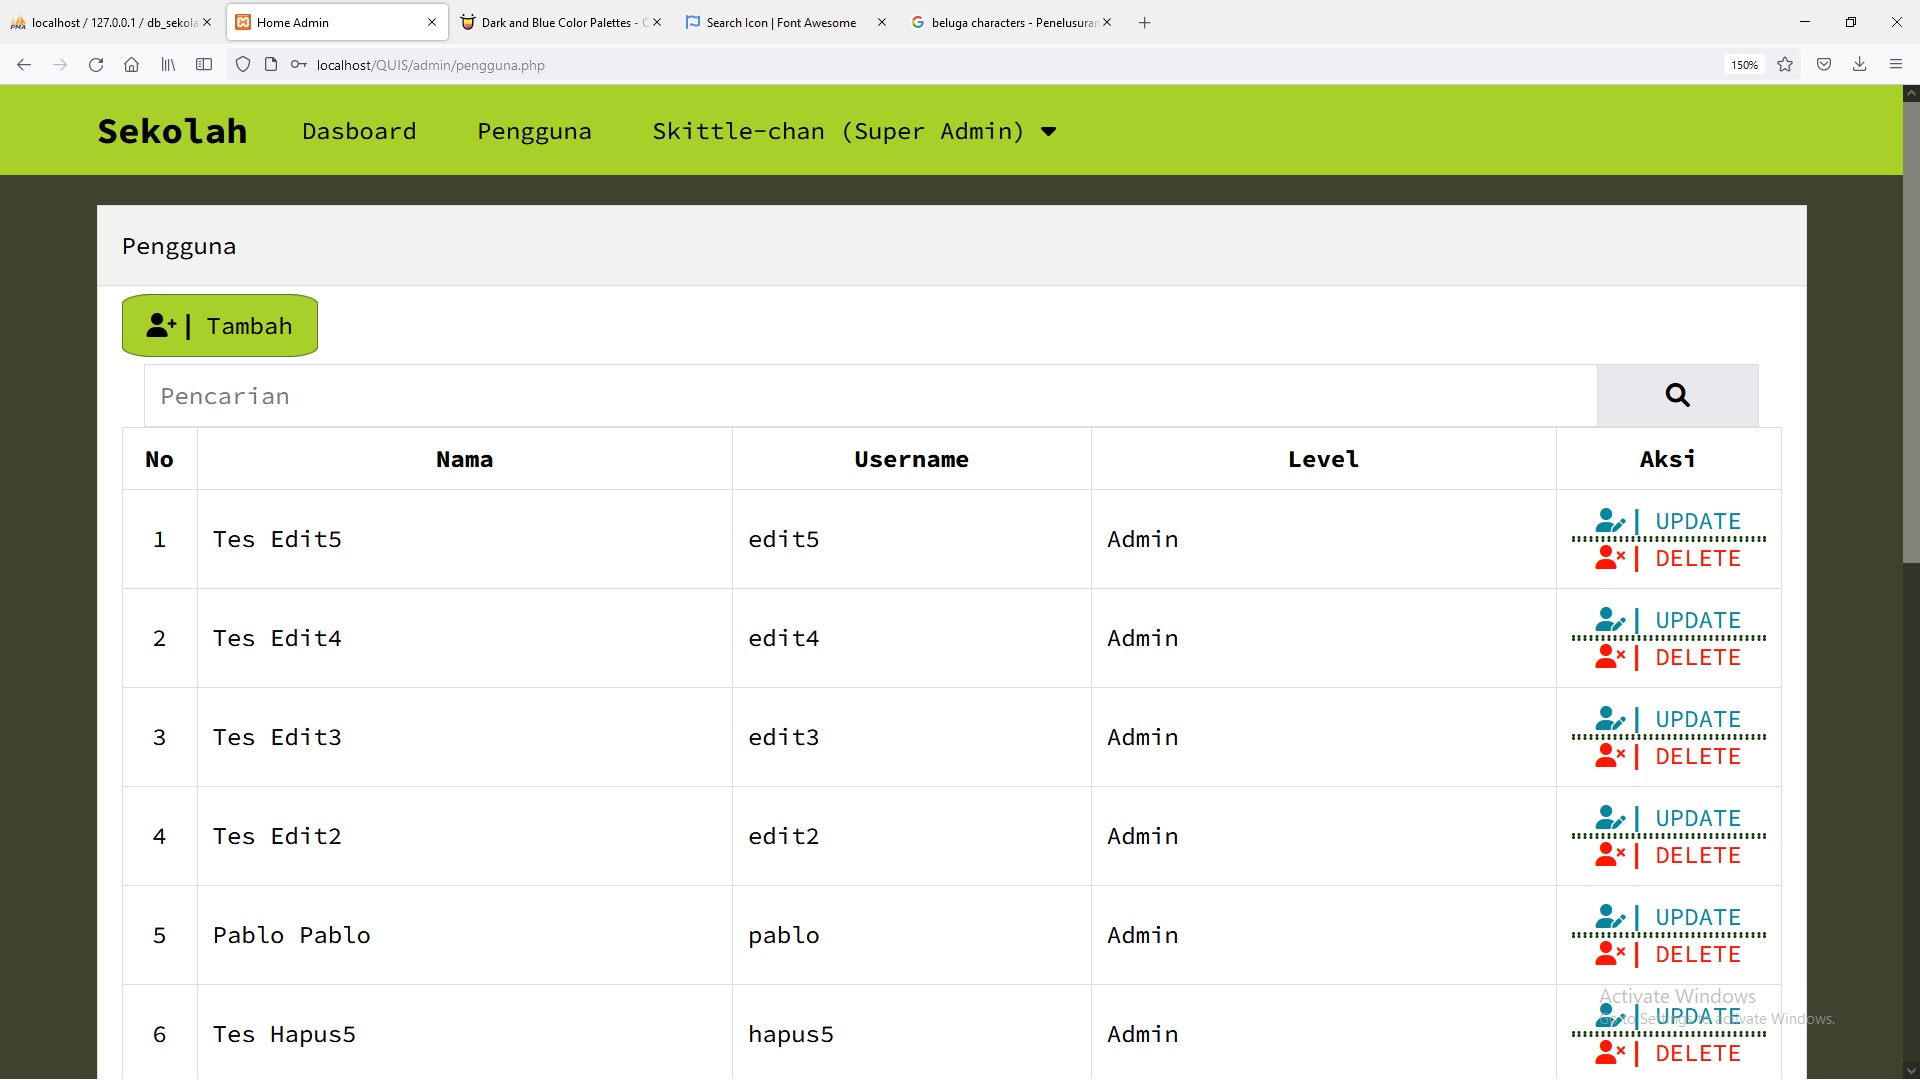 localhost / 127.0.0.1 / db_sekola
Home Admin
Dark and Blue Color Palettes - C
Search Icon | Font Awesome
beluga characters - Penelusuran
localhost/QUIS/admin/pengguna.php
150%
Sekolah Dasboard Pengguna Skittle-chan (Super Admin)
Pengguna
| Tambah
Pencarian
No Nama Username Level Aksi
1 Tes Edit5 edit5 Admin | UPDATE
| DELETE
2 Tes Edit4 edit4 Admin | UPDATE
| DELETE
3 Tes Edit3 edit3 Admin | UPDATE
| DELETE
4 Tes Edit2 edit2 Admin | UPDATE
| DELETE
5 Pablo Pablo pablo Admin | UPDATE
| DELETE
6 Tes Hapus5 hapus5 Admin | UPDATE
| DELETE
Activate Windows
Go to Settings to activate Windows.